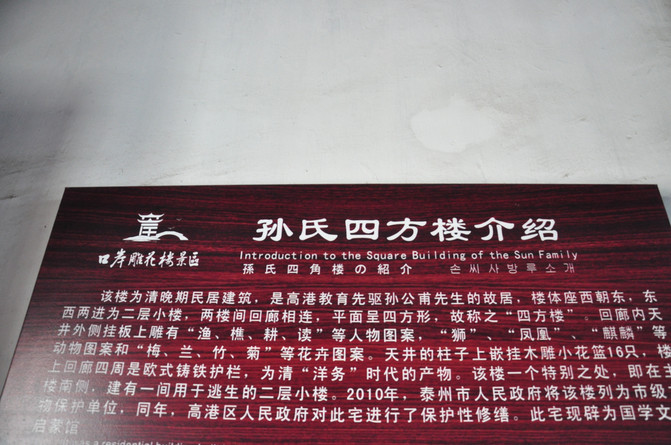 孙氏四方楼介绍
口岸雕花楼景区
Introduction to the Square Building of the Sun Family
孫氏四角楼の紹介 손씨사방루소개
该楼为清晚期民居建筑，是高港教育先驱孙公甫先生的故居，楼体座西朝东，东
西两进为二层小楼，两楼间回廊相连，平面呈四方形，故称之“四方楼”。回廊内天
井外侧挂板上雕有“渔、樵、耕、读”等人物图案，“狮”、“凤凰”、“麒麟”等
动物图案和“梅、兰、竹、菊”等花卉图案。天井的柱子上嵌挂木雕小花篮16只，楼
上回廊四周是欧式铸铁护栏，为清“洋务”时代的产物。该楼一个特别之处，即在主
楼南侧，建有一间用于逃生的二层小楼。2010年，泰州市人民政府将该楼列为市级文
物保护单位，同年，高港区人民政府对此宅进行了保护性修缮。此宅现辟为国学文
启蒙馆
as a residential building